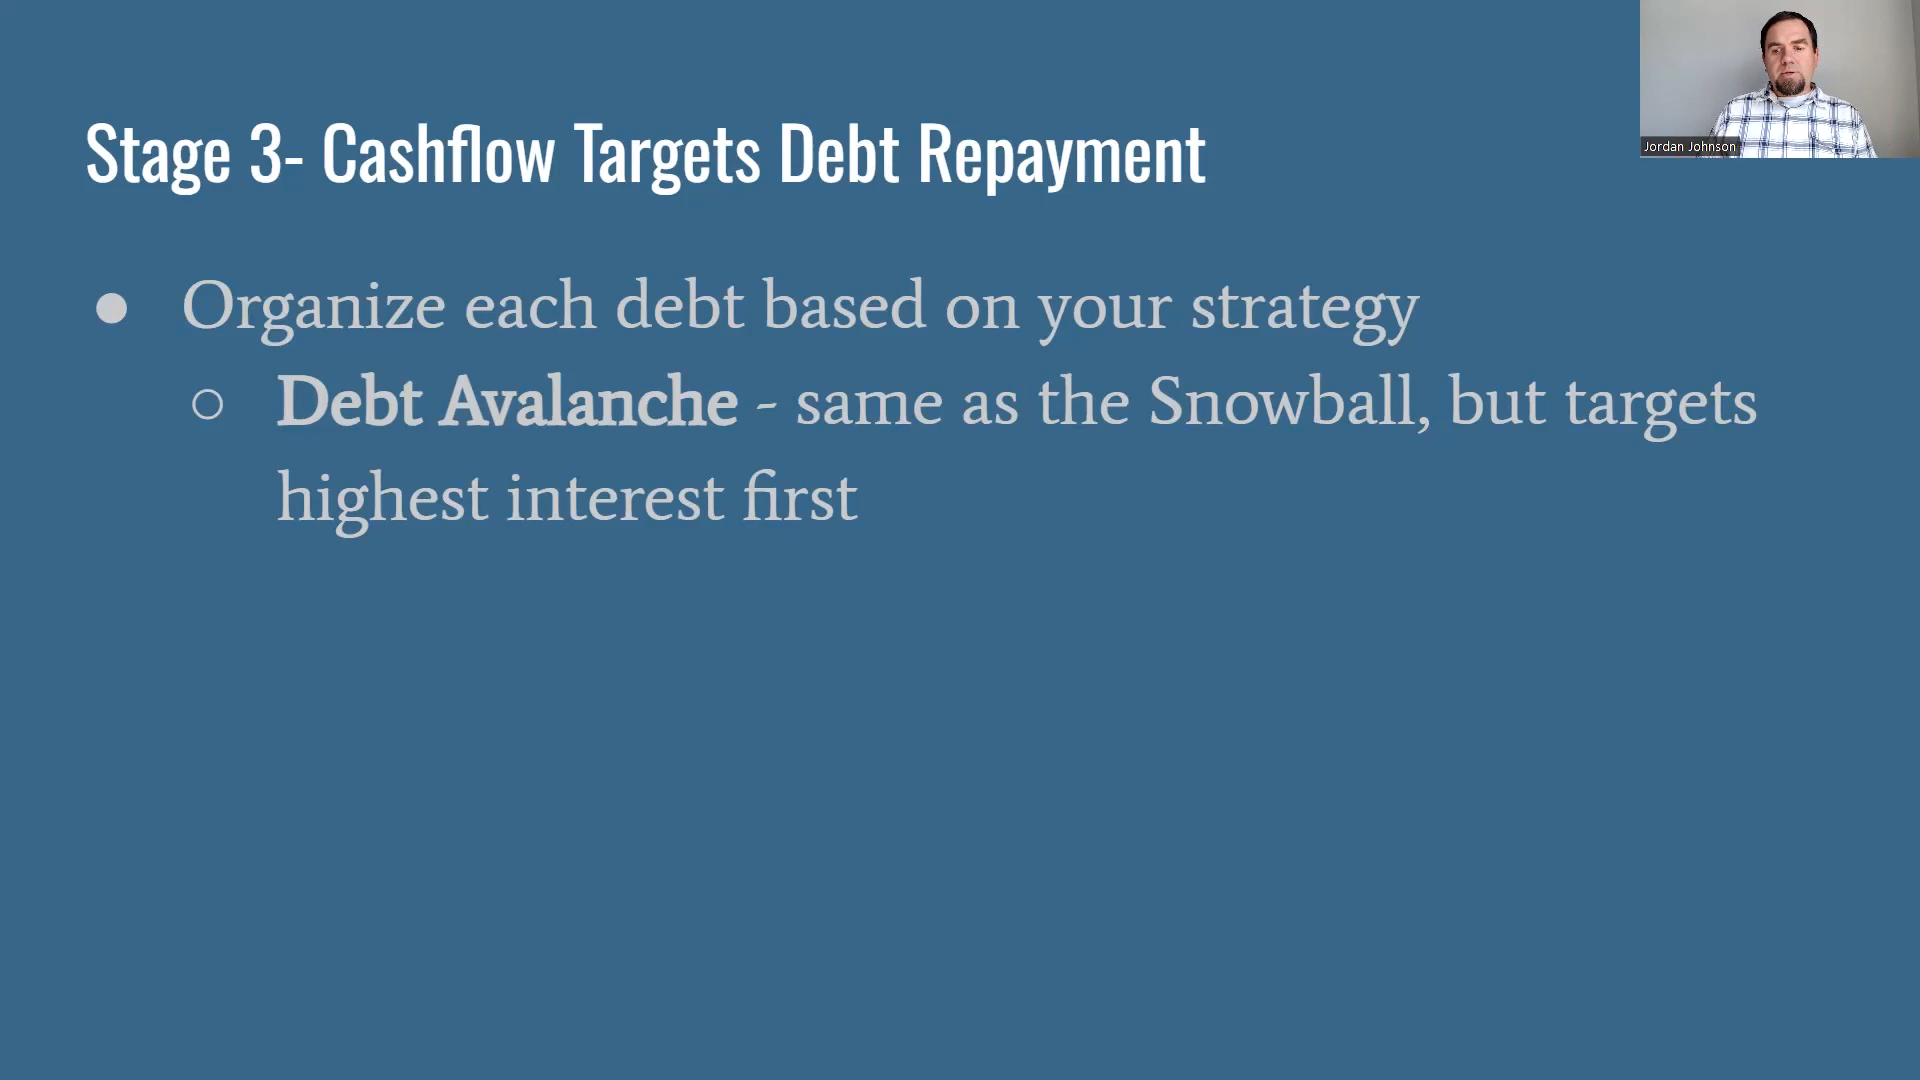 Jordan Johnson
Stage 3- Cashflow Targets Debt Repayment
● Organize each debt based on your strategy
○ Debt Avalanche - same as the Snowball, but targets
highest interest first